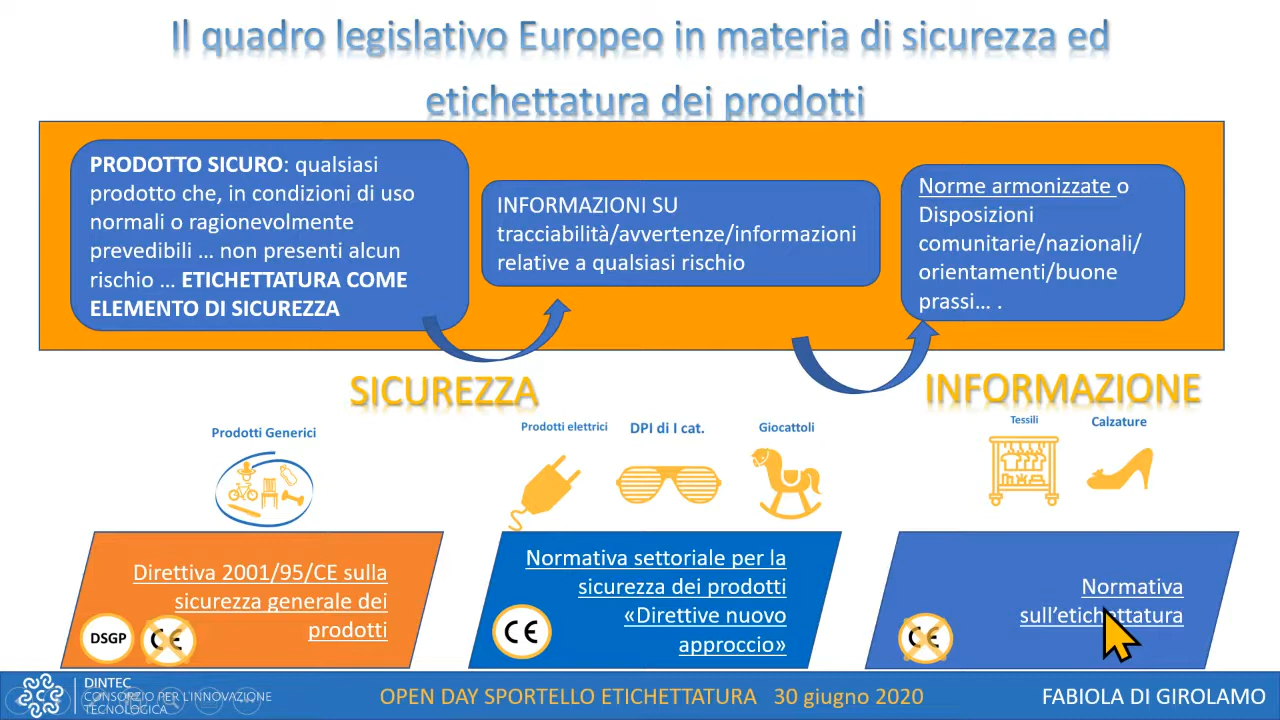 Il quadro legislativo Europeo in materia di sicurezza ed
etichettatura dei prodotti
PRODOTTO SICURO: qualsiasi
prodotto che, in condizioni di uso
normali o ragionevolmente
prevedibili ... non presenti alcun
rischio ... ETICHETTATURA COME
ELEMENTO DI SICUREZZA
INFORMAZIONI SU
tracciabilità/avvertenze/informazioni
relative a qualsiasi rischio
Norme armonizzate o
Disposizioni
comunitarie/nazionali/
orientamenti/buone
prassi... .
SICUREZZA
INFORMAZIONE
Prodotti Generici
Prodotti elettrici
DPI di I cat.
Giocattoli
Tessili
Calzature
Direttiva 2001/95/CE sulla
sicurezza generale dei
prodotti
DSGP
CE
Normativa settoriale per la
sicurezza dei prodotti
«Direttive nuovo
approccio»
CE
Normativa
sull'etichettatura
CE
DINTEC
CONSORZIO PER L'INNOVAZIONE
TECNOLOGICA
OPEN DAY SPORTELLO ETICHETTATURA 30 giugno 2020
FABIOLA DI GIROLAMO